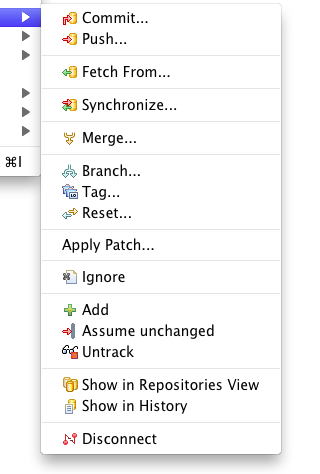 Commit...
Push...
Fetch From...
Synchronize...
Merge...
Branch...
Tag...
Reset...
Apply Patch...
⌘I
Ignore
Add
Assume unchanged
Untrack
Show in Repositories View
Show in History
Disconnect